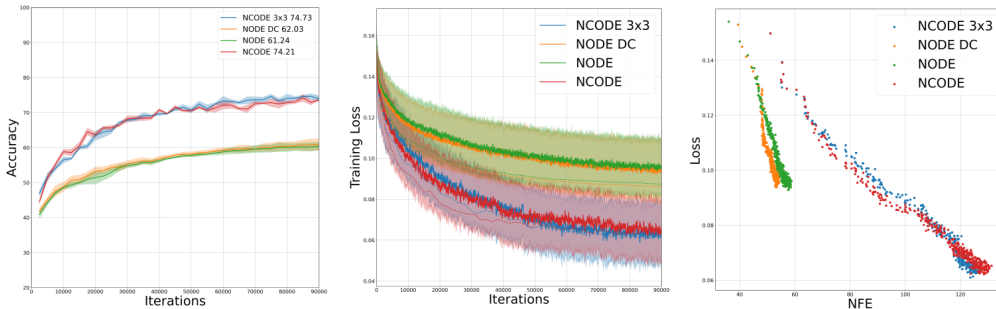 NCODE 3x3 74.73
NODE DC 62.03
NODE 61.24
NCODE 74.21
100
90
80
70
60
50
40
30
20
0 10000 20000 30000 40000 50000 60000 70000 80000 90000
Accuracy
Iterations
NCODE 3x3
NODE DC
NODE
NCODE
0.16
0.14
0.12
0.10
0.08
0.06
0.04
0 10000 20000 30000 40000 50000 60000 70000 80000 90000
Training Loss
Iterations
NCODE 3x3
NODE DC
NODE
NCODE
0.14
0.12
0.10
0.08
0.06
40 60 80 100 120
Loss
NFE